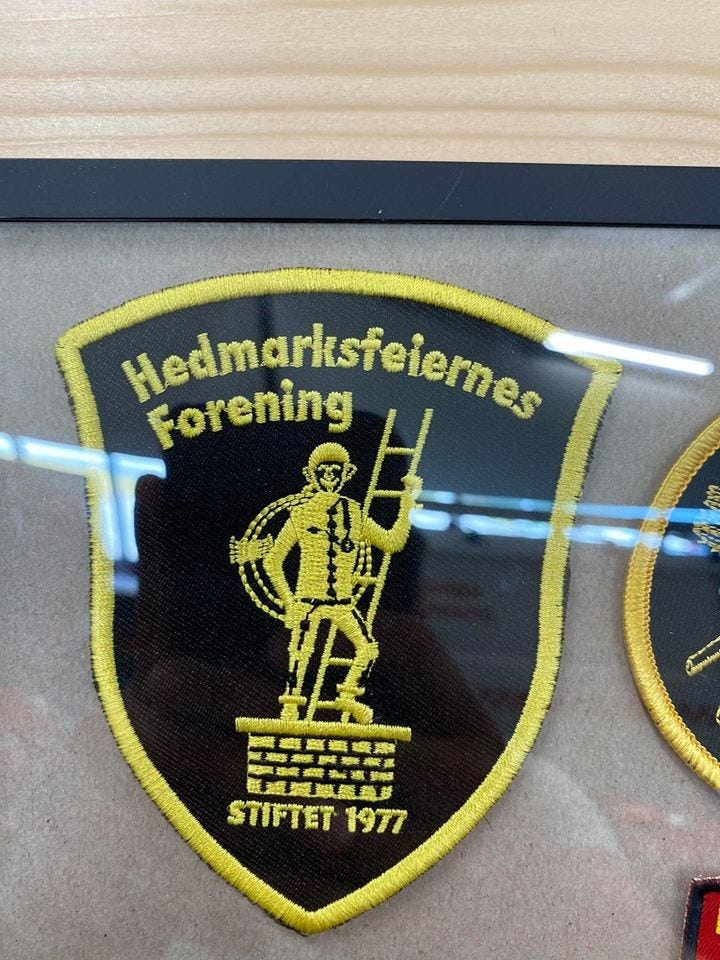 Hedmarksfeiernes
Forening
STIFTET 1977